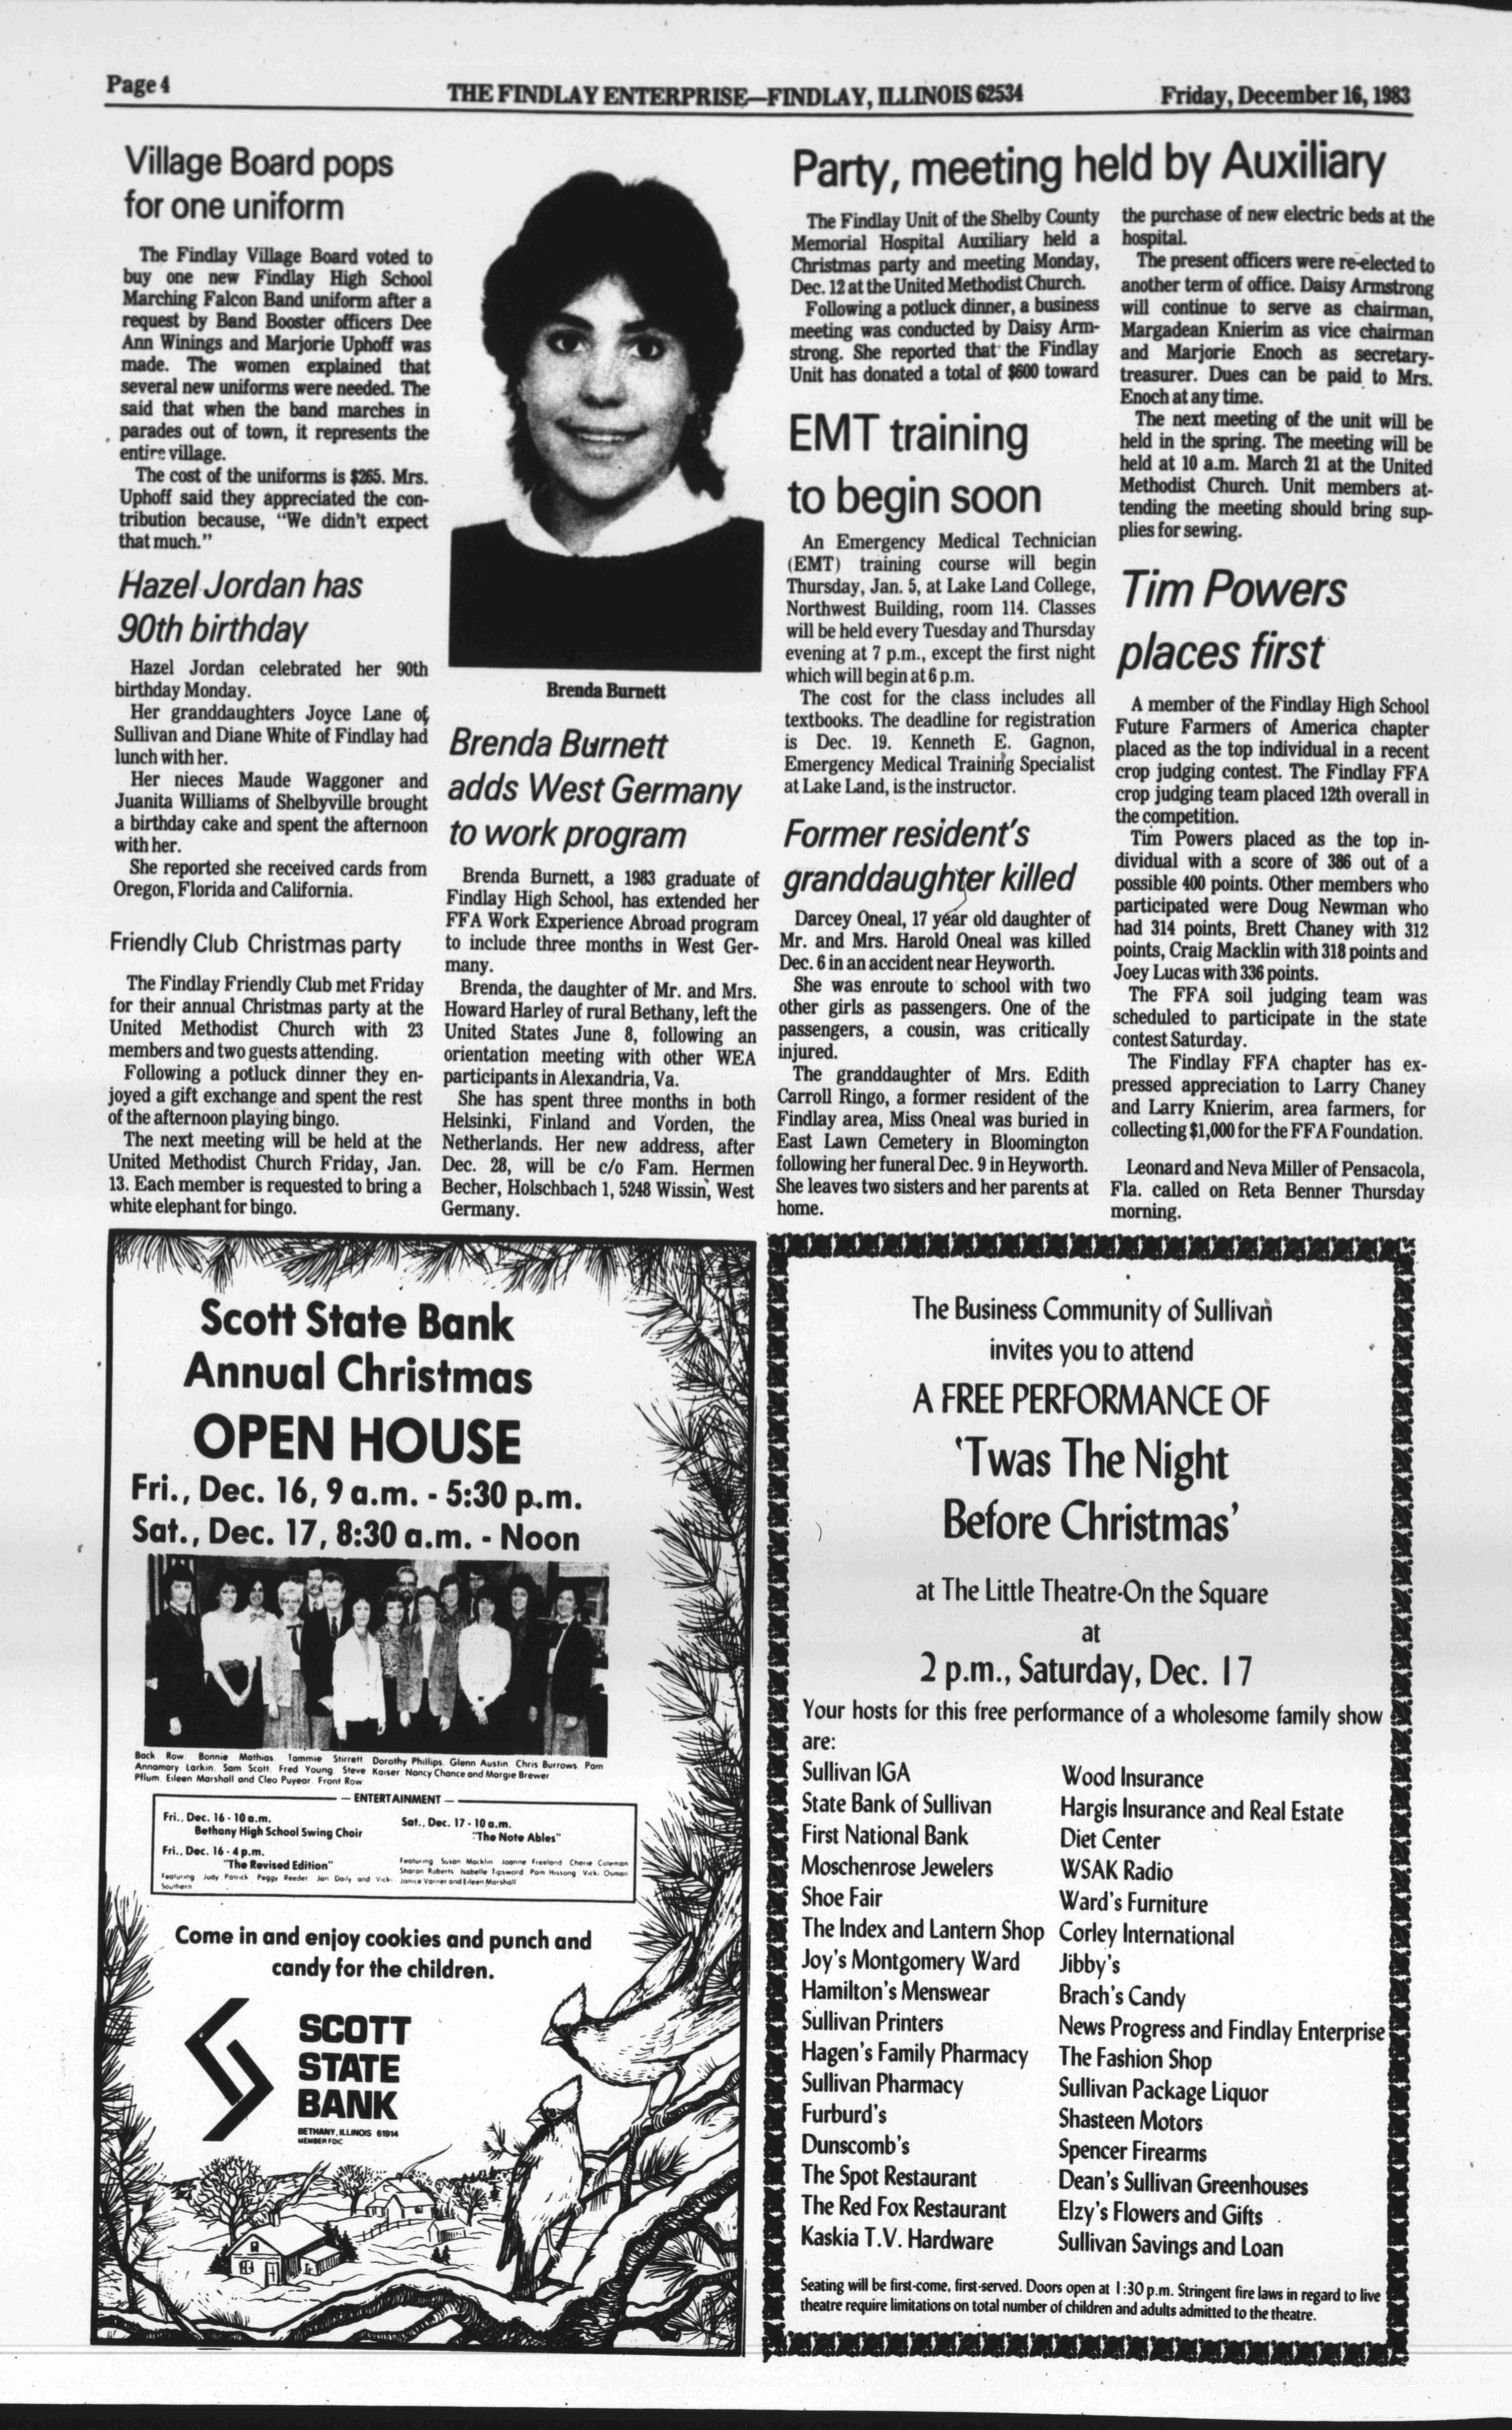 Page 4
THE FINDLAY ENTERPRISE—FINDLAY, ILLINOIS 62534
Friday, December 16, 1983
Village Board pops
for one uniform
The Findlay Village Board voted to
buy one new Findlay High School
Marching Falcon Band uniform after a
request by Band Booster officers Dee
Ann Winings and Marjorie Uphoff was
made. The women explained that
several new uniforms were needed. The
said that when the band marches in
parades out of town, it represents the
entire village.
The cost of the uniforms is $265. Mrs.
Uphoff said they appreciated the con-
tribution because, "We didn't expect
that much."
Hazel Jordan has
90th birthday
Hazel Jordan celebrated her 90th
birthday Monday.
Her granddaughters Joyce Lane of
Sullivan and Diane White of Findlay had
lunch with her.
Her nieces Maude Waggoner and
Juanita Williams of Shelbyville brought
a birthday cake and spent the afternoon
with her.
She reported she received cards from
Oregon, Florida and California.
Friendly Club Christmas party
The Findlay Friendly Club met Friday
for their annual Christmas party at the
United Methodist Church with 23
members and two guests attending.
Following a potluck dinner they en-
joyed a gift exchange and spent the rest
of the afternoon playing bingo.
The next meeting will be held at the
United Methodist Church Friday, Jan.
13. Each member is requested to bring a
white elephant for bingo.
Brenda Burnett
Brenda Burnett
adds West Germany
to work program
Brenda Burnett, a 1983 graduate of
Findlay High School, has extended her
FFA Work Experience Abroad program
to include three months in West Ger-
many.
Brenda, the daughter of Mr. and Mrs.
Howard Harley of rural Bethany, left the
United States June 8, following an
orientation meeting with other WEA
participants in Alexandria, Va.
She has spent three months in both
Helsinki, Finland and Vorden, the
Netherlands. Her new address, after
Dec. 28, will be c/o Fam. Hermen
Becher, Holschbach 1, 5248 Wissin, West
Germany.
Party, meeting held by Auxiliary
The Findlay Unit of the Shelby County
Memorial Hospital Auxiliary held a
Christmas party and meeting Monday,
Dec. 12 at the United Methodist Church.
Following a potluck dinner, a business
meeting was conducted by Daisy Arm-
strong. She reported that the Findlay
Unit has donated a total of $600 toward
the purchase of new electric beds at the
hospital.
The present officers were re-elected to
another term of office. Daisy Armstrong
will continue to serve as chairman,
Margadean Knierim as vice chairman
and Marjorie Enoch as secretary-
treasurer. Dues can be paid to Mrs.
Enoch at any time.
The next meeting of the unit will be
held in the spring. The meeting will be
held at 10 a.m. March 21 at the United
Methodist Church. Unit members at-
tending the meeting should bring sup-
plies for sewing.
EMT training
to begin soon
An Emergency Medical Technician
(EMT) training course will begin
Thursday, Jan. 5, at Lake Land College,
Northwest Building, room 114. Classes
will be held every Tuesday and Thursday
evening at 7 p.m., except the first night
which will begin at 6 p.m.
The cost for the class includes all
textbooks. The deadline for registration
is Dec. 19. Kenneth E. Gagnon,
Emergency Medical Training Specialist
at Lake Land, is the instructor.
Former resident's
granddaughter killed
Darcey Oneal, 17 year old daughter of
Mr. and Mrs. Harold Oneal was killed
Dec. 6 in an accident near Heyworth.
She was enroute to school with two
other girls as passengers. One of the
passengers, a cousin, was critically
injured.
The granddaughter of Mrs. Edith
Carroll Ringo, a former resident of the
Findlay area, Miss Oneal was buried in
East Lawn Cemetery in Bloomington
following her funeral Dec. 9 in Heyworth.
She leaves two sisters and her parents at
home.
Tim Powers
places first
A member of the Findlay High School
Future Farmers of America chapter
placed as the top individual in a recent
crop judging contest. The Findlay FFA
crop judging team placed 12th overall in
the competition.
Tim Powers placed as the top in-
dividual with a score of 386 out of a
possible 400 points. Other members who
participated were Doug Newman who
had 314 points, Brett Chaney with 312
points, Craig Macklin with 318 points and
Joey Lucas with 336 points.
The FFA soil judging team was
scheduled to participate in the state
contest Saturday.
The Findlay FFA chapter has ex-
pressed appreciation to Larry Chaney
and Larry Knierim, area farmers, for
collecting $1,000 for the FFA Foundation.
Leonard and Neva Miller of Pensacola,
Fla. called on Reta Benner Thursday
morning.
Scott State Bank
Annual Christmas
OPEN HOUSE
Fri., Dec. 16, 9 a.m. - 5:30 p.m.
Sat., Dec. 17, 8:30 a.m. - Noon
Back Row Bonnie Mathias Tammie Stirrett Dorothy Phillips Glenn Austin Chris Burrows Pam
Annamary Larkin Sam Scott Fred Young Steve Kaiser Nancy Chance and Margie Brewer
Pflum Eileen Marshall and Cleo Puyear Front Row
ENTERTAINMENT
Fri., Dec. 16 - 10 a.m.
Bethany High School Swing Choir
Fri., Dec. 16 - 4 p.m.
"The Revised Edition"
Featuring Judy Patrick Peggy Reeder Jan Daily and Vicki
Southern
Sat., Dec. 17 - 10 a.m.
"The Note Ables"
Featuring Susan Macklin Joanne Freeland Cherie Coleman
Sharon Roberts Isabelle Tipsword Pam Hissong Vicki Osman
Janice Varner and Eileen Marshall
Come in and enjoy cookies and punch and
candy for the children.
SCOTT
STATE
BANK
BETHANY, ILLINOIS 61914
MEMBER FDIC
The Business Community of Sullivan
invites you to attend
A FREE PERFORMANCE OF
'Twas The Night
Before Christmas'
at The Little Theatre-On the Square
at
2 p.m., Saturday, Dec. 17
Your hosts for this free performance of a wholesome family show
are:
Sullivan IGA
State Bank of Sullivan
First National Bank
Moschenrose Jewelers
Shoe Fair
The Index and Lantern Shop
Joy's Montgomery Ward
Hamilton's Menswear
Sullivan Printers
Hagen's Family Pharmacy
Sullivan Pharmacy
Furburd's
Dunscomb's
The Spot Restaurant
The Red Fox Restaurant
Kaskia T.V. Hardware
Wood Insurance
Hargis Insurance and Real Estate
Diet Center
WSAK Radio
Ward's Furniture
Corley International
Jibby's
Brach's Candy
News Progress and Findlay Enterprise
The Fashion Shop
Sullivan Package Liquor
Shasteen Motors
Spencer Firearms
Dean's Sullivan Greenhouses
Elzy's Flowers and Gifts
Sullivan Savings and Loan
Seating will be first-come, first-served. Doors open at 1:30 p.m. Stringent fire laws in regard to live
theatre require limitations on total number of children and adults admitted to the theatre.